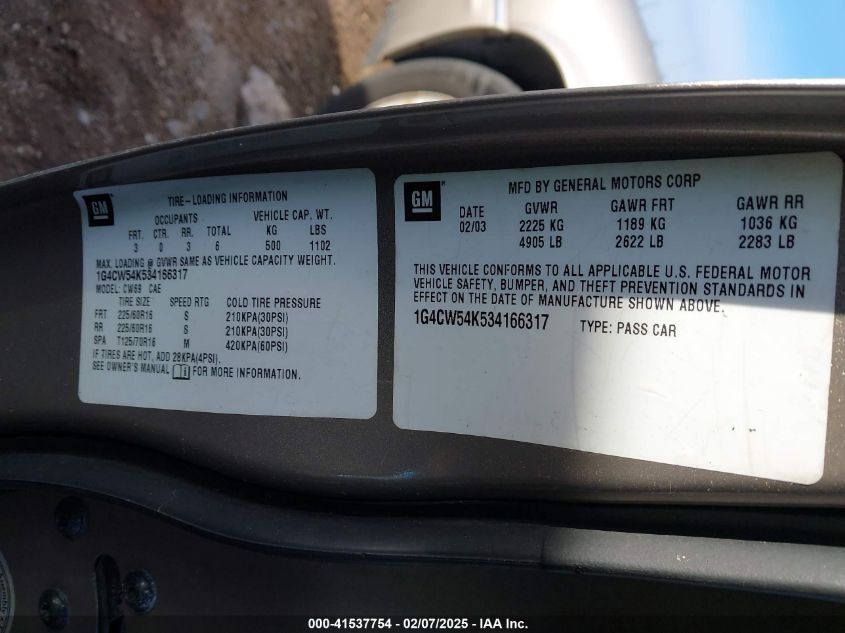 GM
TIRE-LOADING INFORMATION
OCCUPANTS VEHICLE CAP. WT.
FRT. CTR. RR. TOTAL KG LBS
3 0 3 6 500 1102
MAX. LOADING @ GVWR SAME AS VEHICLE CAPACITY WEIGHT.
1G4CW54K534166317
MODEL: CW69 CAE
TIRE SIZE SPEED RTG COLD TIRE PRESSURE
FRT 225/60R16 S 210KPA(30PSI)
RR 225/60R16 S 210KPA(30PSI)
SPA T125/70R16 M 420KPA(60PSI)
IF TIRES ARE HOT, ADD 28KPA(4PSI).
SEE OWNER'S MANUAL FOR MORE INFORMATION.
GM
MFD BY GENERAL MOTORS CORP
DATE GVWR GAWR FRT GAWR RR
02/03 2225 KG 1189 KG 1036 KG
4905 LB 2622 LB 2283 LB
THIS VEHICLE CONFORMS TO ALL APPLICABLE U.S. FEDERAL MOTOR
VEHICLE SAFETY, BUMPER, AND THEFT PREVENTION STANDARDS IN
EFFECT ON THE DATE OF MANUFACTURE SHOWN ABOVE.
1G4CW54K534166317 TYPE: PASS CAR
000-41537754 - 02/07/2025 - IAA Inc.